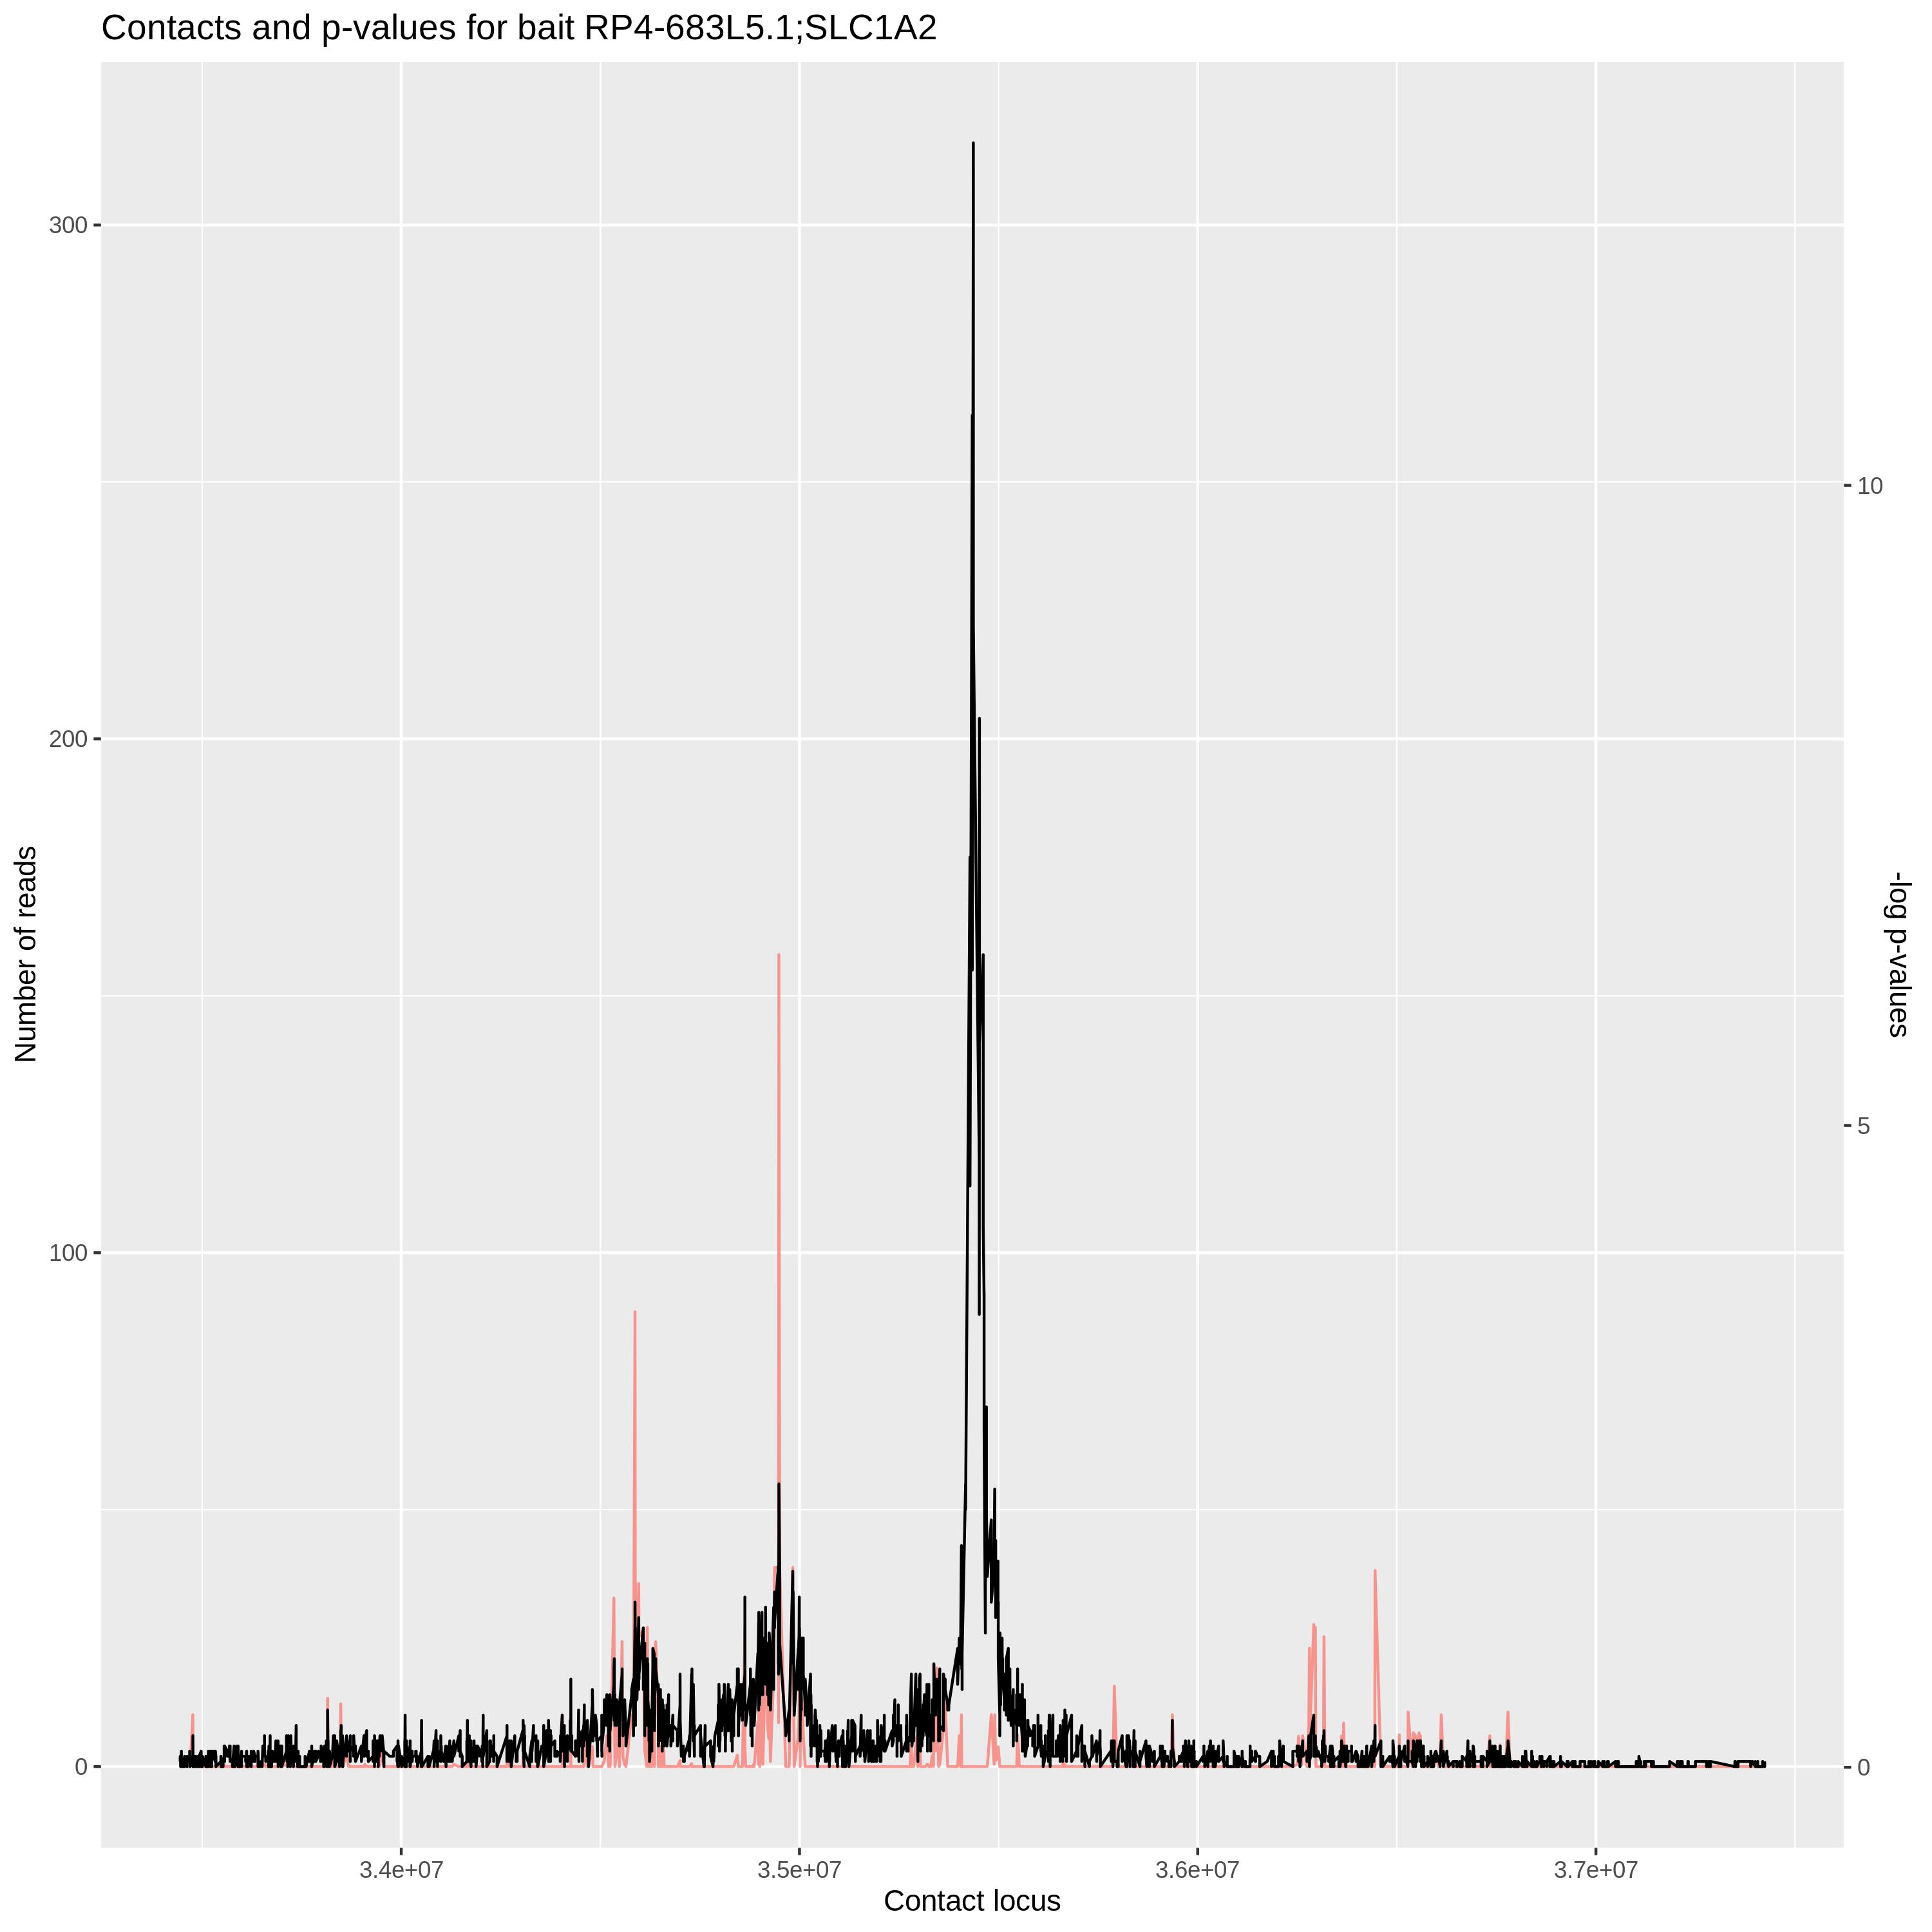 Contacts and p-values for bait RP4-683L5.1;SLC1A2
Number of reads
300
200
100
0
-log p-values
10
5
0
3.4e+07
3.5e+07
3.6e+07
3.7e+07
Contact locus